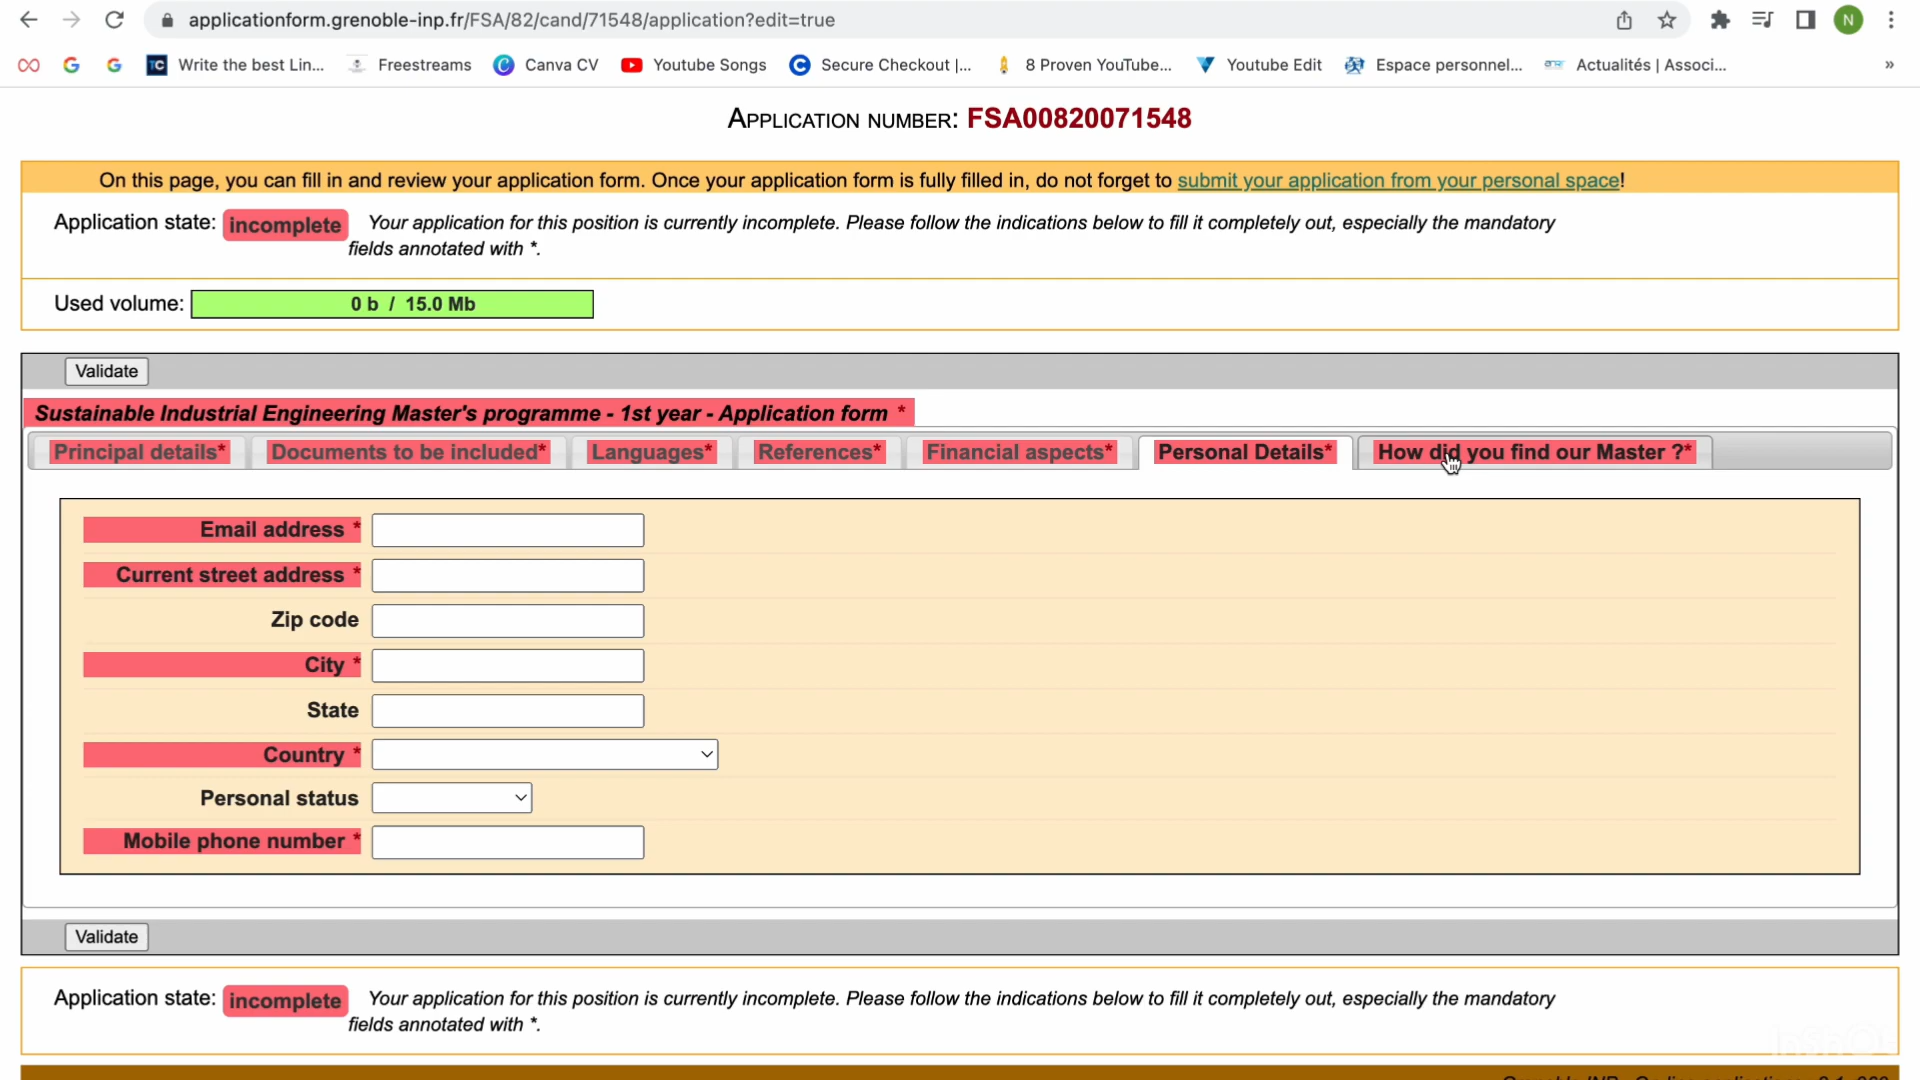 applicationform.grenoble-inp.fr/FSA/82/cand/71548/application?edit=true
N
G G TC Write the best Lin... Freestreams Canva CV Youtube Songs Secure Checkout |... 8 Proven YouTube... Youtube Edit Espace personnel... Actualités | Associ... »
APPLICATION NUMBER: FSA00820071548
On this page, you can fill in and review your application form. Once your application form is fully filled in, do not forget to submit your application from your personal space!
Application state: incomplete Your application for this position is currently incomplete. Please follow the indications below to fill it completely out, especially the mandatory
fields annotated with *.
Used volume: 0 b / 15.0 Mb
Validate
Sustainable Industrial Engineering Master's programme - 1st year - Application form *
Principal details* Documents to be included* Languages* References* Financial aspects* Personal Details* How did you find our Master ?*
Email address *
Current street address *
Zip code
City *
State
Country *
Personal status
Mobile phone number *
Validate
Application state: incomplete Your application for this position is currently incomplete. Please follow the indications below to fill it completely out, especially the mandatory
fields annotated with *.